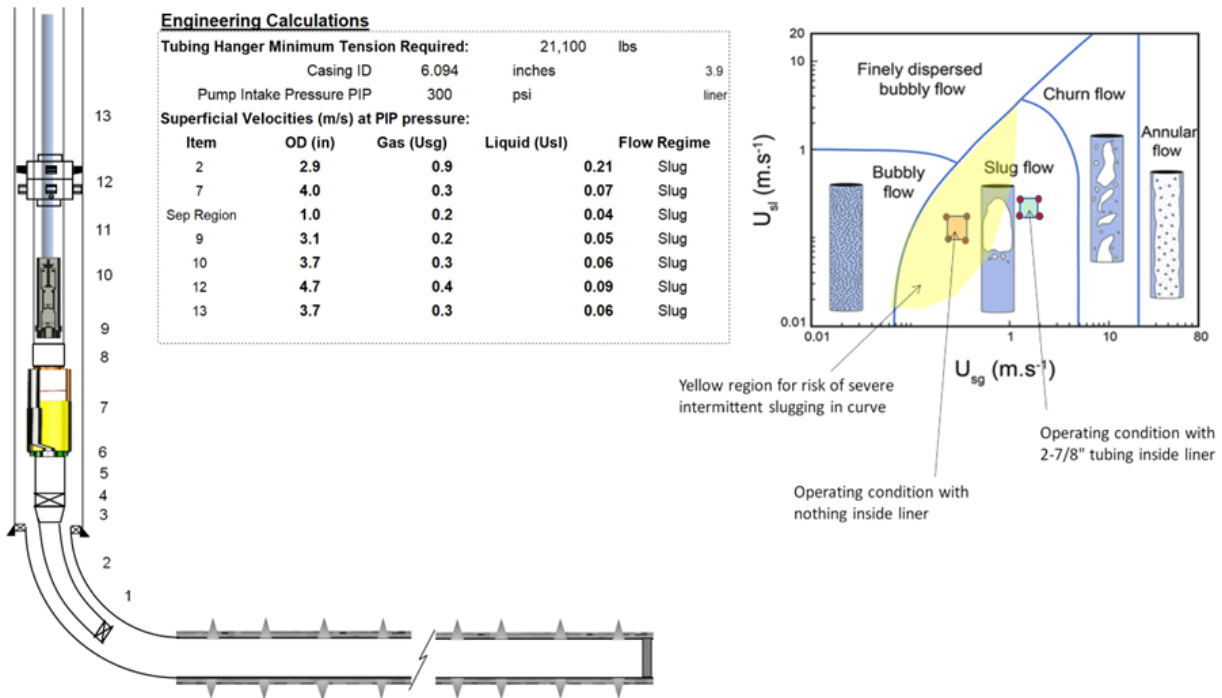 Engineering Calculations
Tubing Hanger Minimum Tension Required: 21,100 lbs
Casing ID 6.094 inches 3.9
Pump Intake Pressure PIP 300 psi liner
Superficial Velocities (m/s) at PIP pressure:
Item OD (in) Gas (Usg) Liquid (Usl) Flow Regime
2 2.9 0.9 0.21 Slug
7 4.0 0.3 0.07 Slug
Sep Region 1.0 0.2 0.04 Slug
9 3.1 0.2 0.05 Slug
10 3.7 0.3 0.06 Slug
12 4.7 0.4 0.09 Slug
13 3.7 0.3 0.06 Slug
13
12
11
10
9
8
7
6
5
4
3
2
1
20
10
1
0.01
U_sl (m.s⁻¹)
Finely dispersed
bubbly flow
Churn flow
Annular
flow
Bubbly
flow
Slug flow
0.01 1 10 80
U_sg (m.s⁻¹)
Yellow region for risk of severe
intermittent slugging in curve
Operating condition with
2-7/8" tubing inside liner
Operating condition with
nothing inside liner